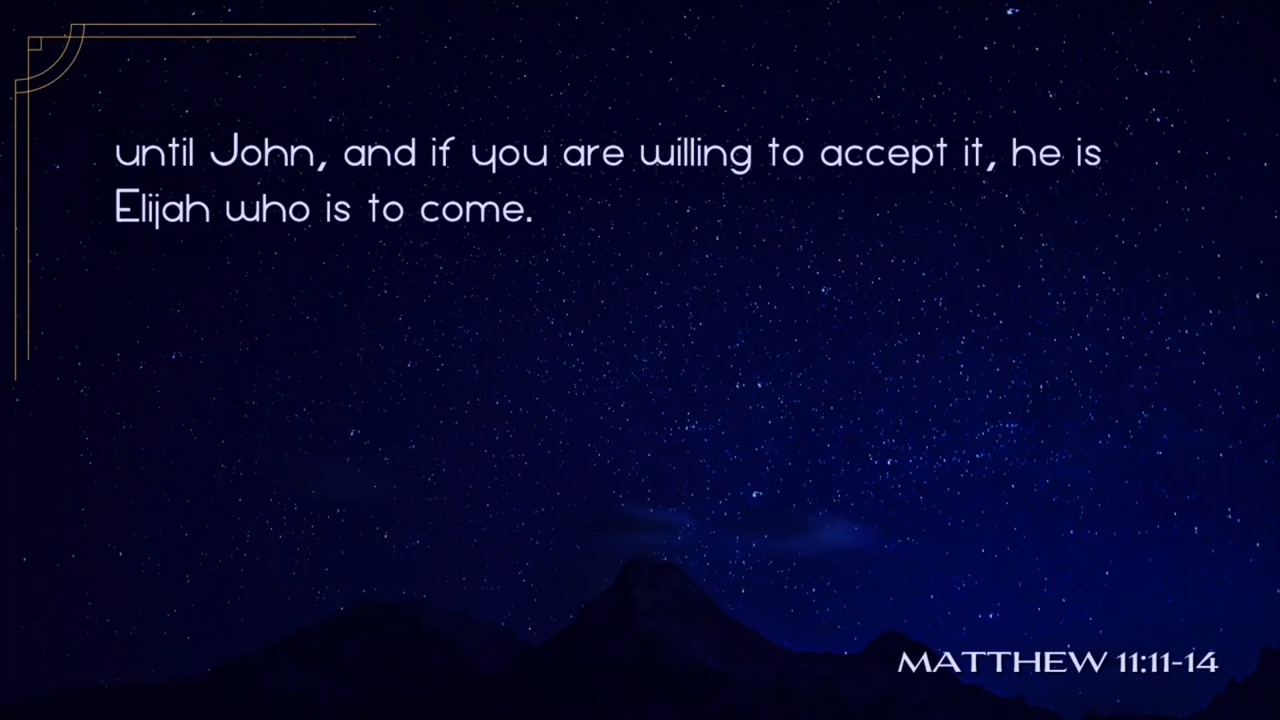 until John, and if you are willing to accept it, he is
Elijah who is to come.
MATTHEW 11:11-14